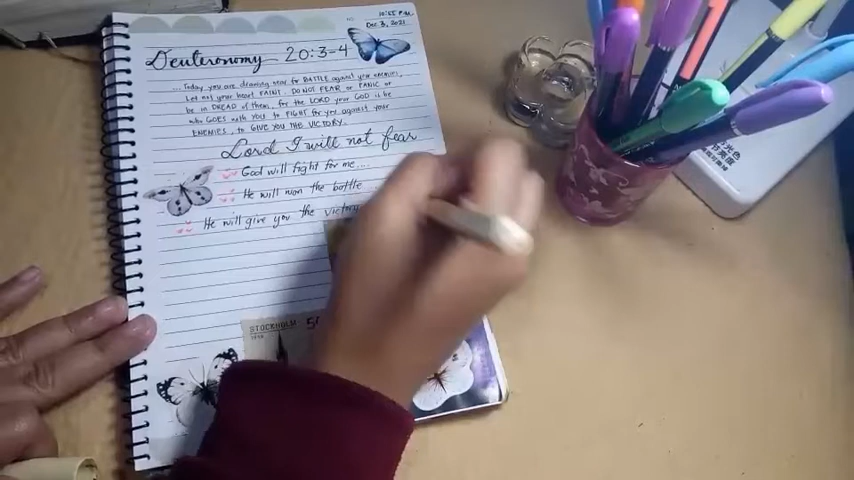 10:55 P.M.
Dec 3, 2021
Deuteronomy 20:3-4
...Today, you are drawing near for BATTLE against your enemies.
Let not your heart FAINT. DO NOT FEAR or PANIC or
be in DREAD of them, for the LORD your GOD is he
who GOES with YOU to FIGHT for you AGAINST your
ENEMIES, to GIVE YOU the VICTORY.
Lord I will not fear
God will fight for me...
He will won the battle
He will give you the victory
STOCKHOLM